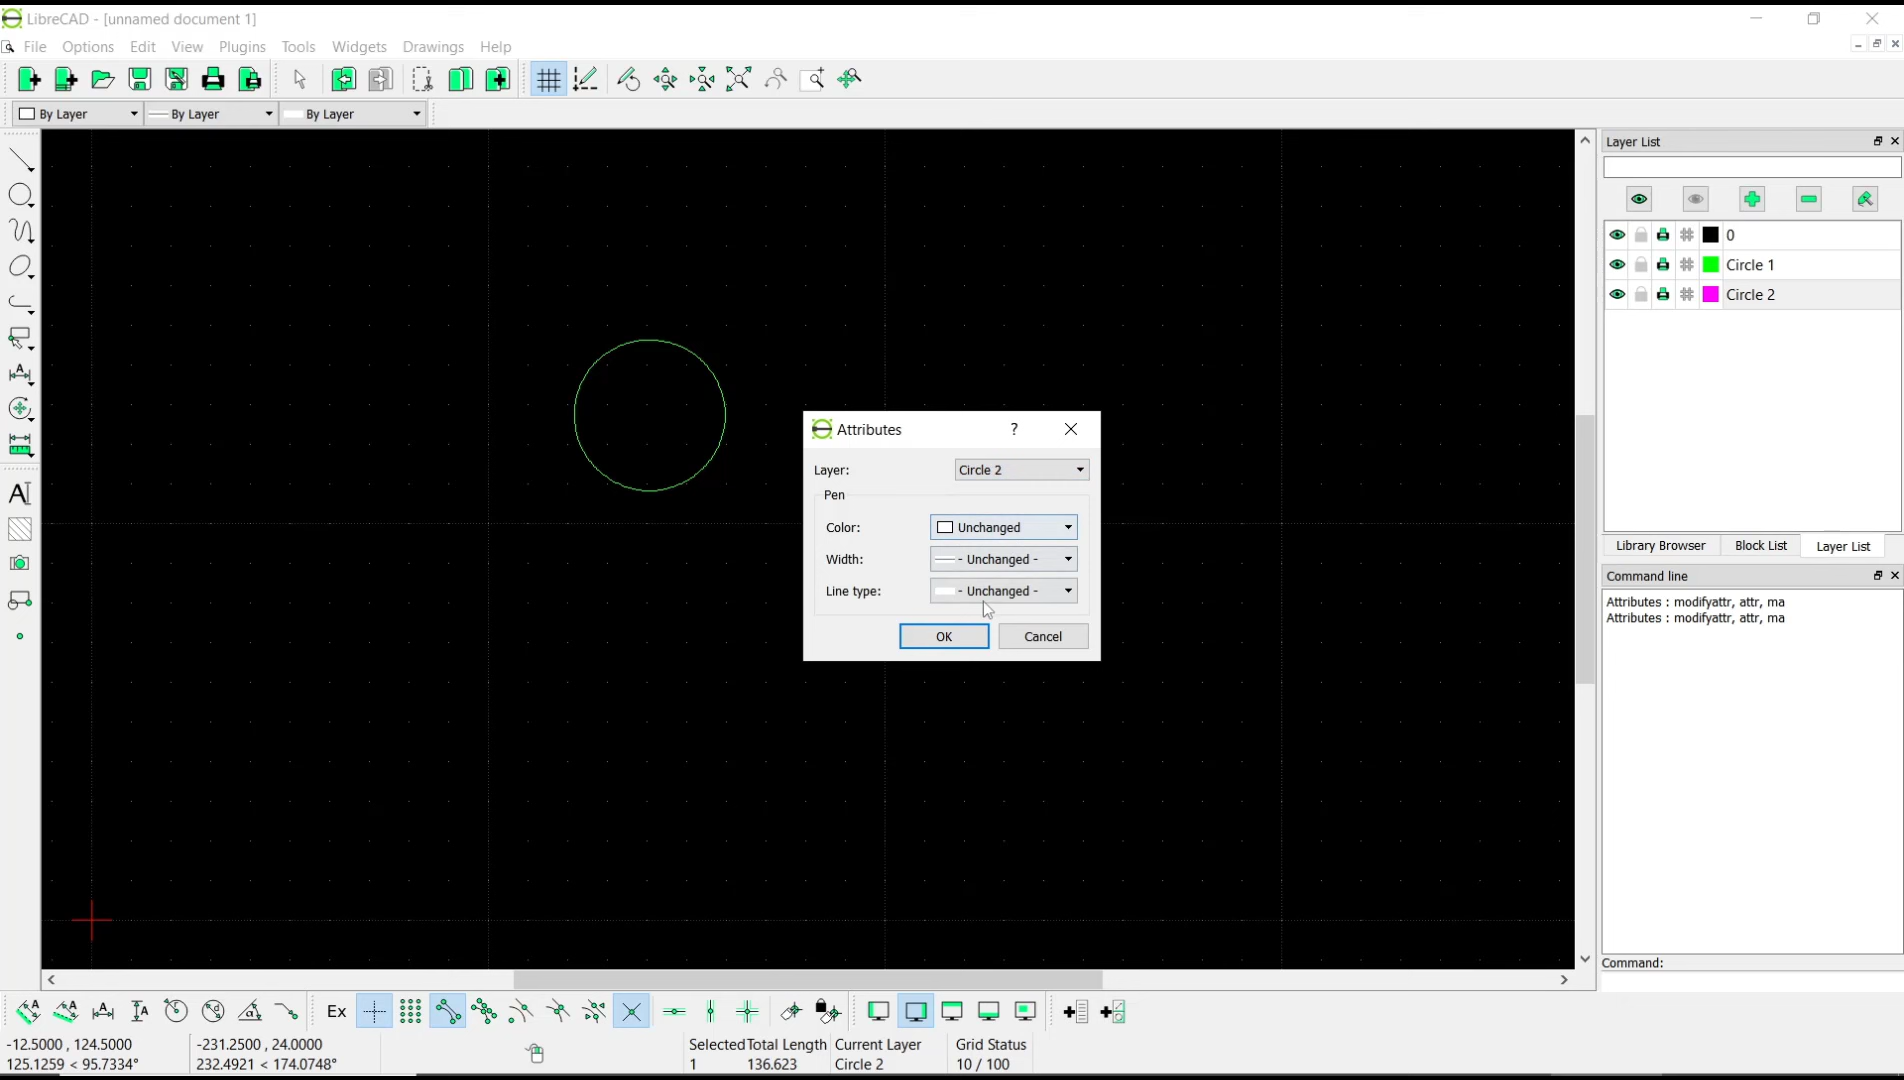 LibreCAD - [unnamed document 1]
File Options Edit View Plugins Tools Widgets Drawings Help
By Layer By Layer By Layer
Layer List
0
Circle 1
Circle 2
Attributes ?
Layer: Circle 2
Pen
Color: Unchanged
Width: - Unchanged -
Line type: - Unchanged -
OK Cancel
Library Browser Block List Layer List
Command line
Attributes : modifyattr, attr, ma
Attributes : modifyattr, attr, ma
Command:
Ex
-12.5000 , 124.5000 -231.2500 , 24.0000 Selected Total Length Current Layer Grid Status
125.1259 < 95.7334° 232.4921 < 174.0748° 1 136.623 Circle 2 10 / 100